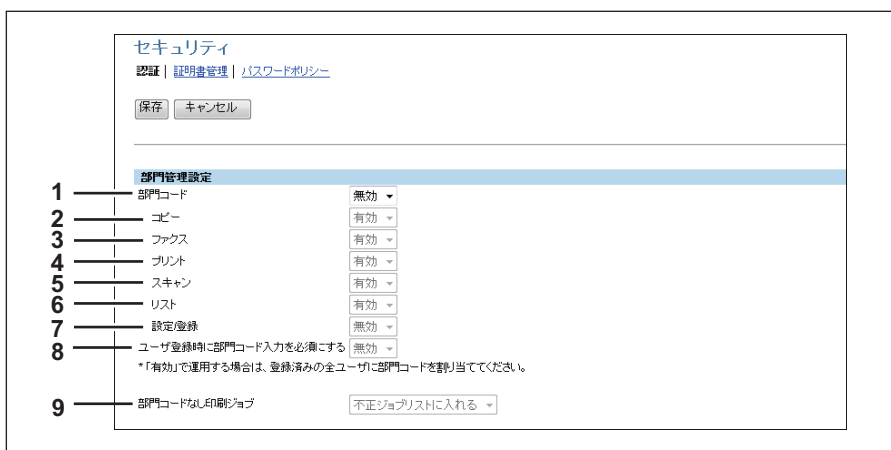 セキュリティ
認証 | 証明書管理 | パスワードポリシー
保存 キャンセル
部門管理設定
1 部門コード 無効
2 コピー 有効
3 ファクス 有効
4 プリント 有効
5 スキャン 有効
6 リスト 有効
7 設定/登録 無効
8 ユーザ登録時に部門コード入力を必須にする 無効
*「有効」で運用する場合は、登録済みの全ユーザに部門コードを割り当ててください。
9 部門コードなし印刷ジョブ 不正ジョブリストに入れる